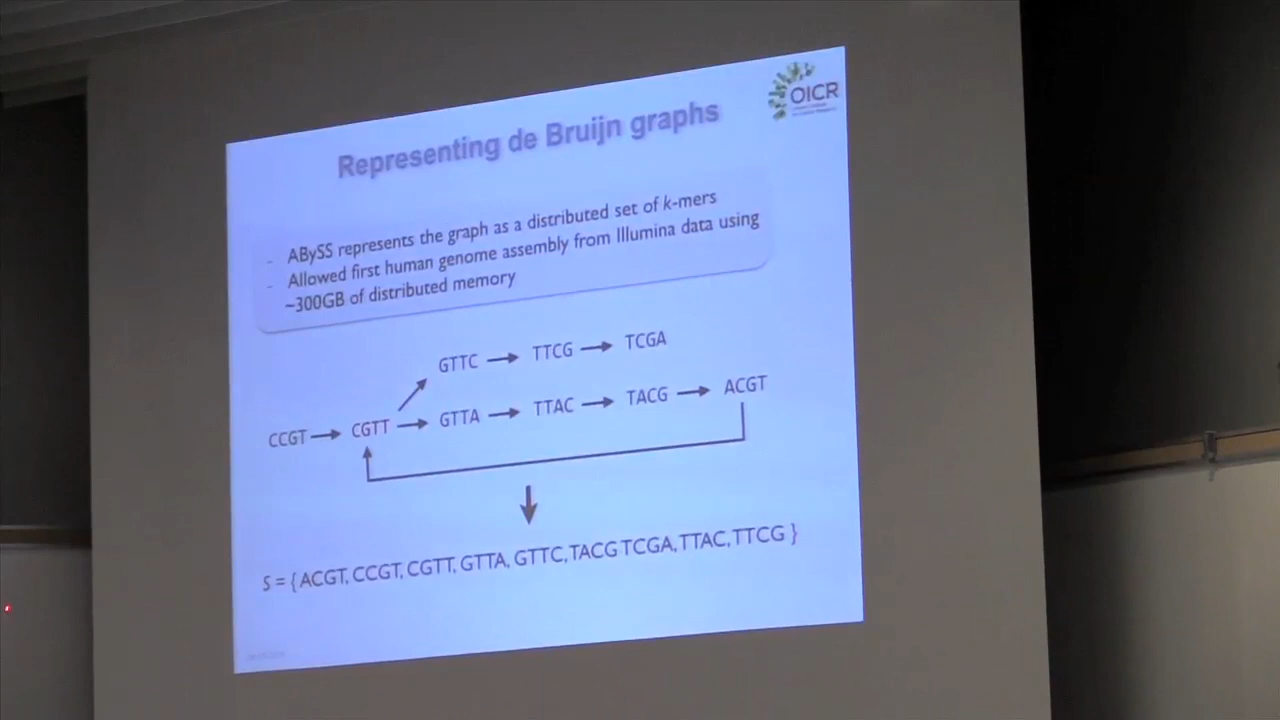 OICR
Representing de Bruijn graphs
- ABySS represents the graph as a distributed set of k-mers
- Allowed first human genome assembly from Illumina data using
~300GB of distributed memory
GTTC TTCG TCGA
CCGT CGTT GTTA TTAC TACG ACGT
S = { ACGT, CCGT, CGTT, GTTA, GTTC, TACG TCGA, TTAC, TTCG }